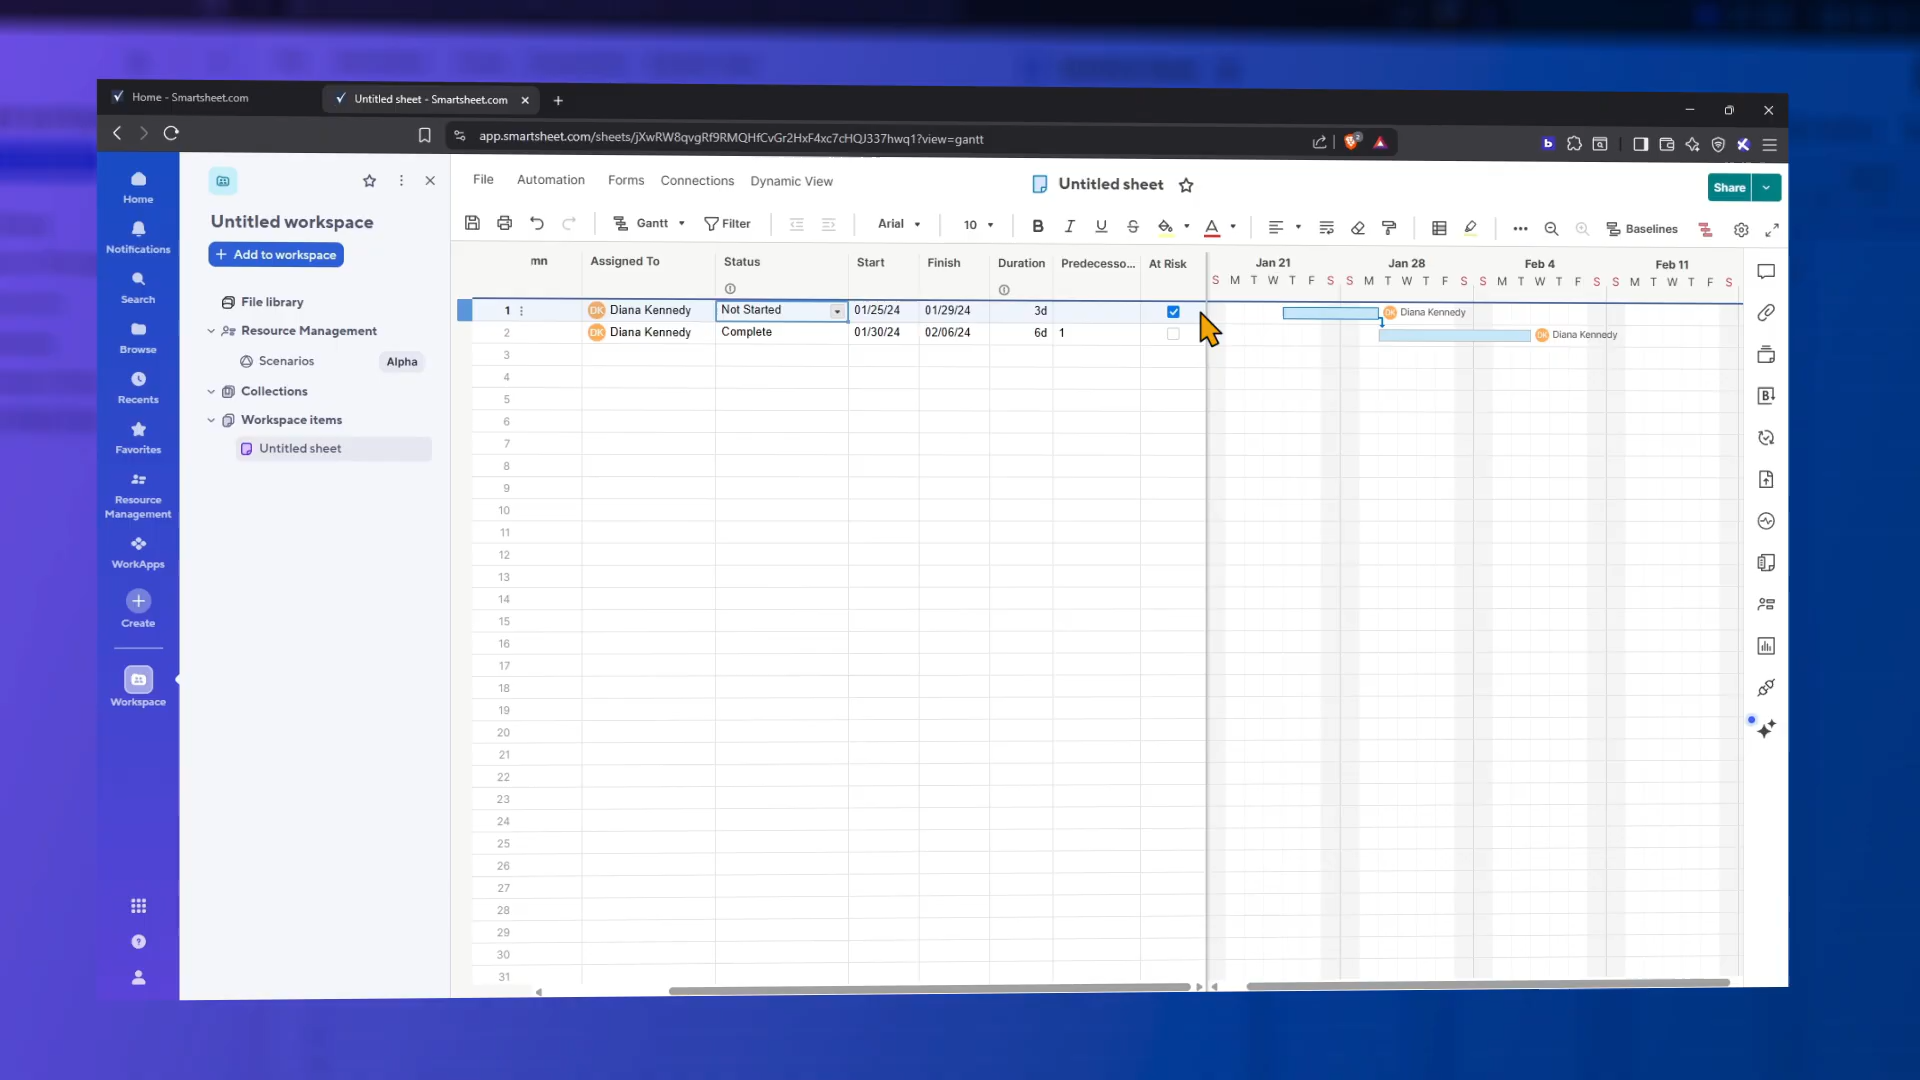 Home - Smartsheet.com
Untitled sheet - Smartsheet.com
app.smartsheet.com/sheets/jXwRW8qvgRf9RMQHfCvGr2HxF4xc7cHQJ337hwq1?view=gantt
2
b
Home
Notifications
Search
Browse
Recents
Favorites
Resource
Management
WorkApps
Create
Workspace
Untitled workspace
+ Add to workspace
File library
Resource Management
Scenarios Alpha
Collections
Workspace items
Untitled sheet
File Automation Forms Connections Dynamic View
Untitled sheet
Share
Gantt Filter Arial 10 B I U S A Baselines
mn Assigned To Status Start Finish Duration Predecesso... At Risk
Jan 21 Jan 28 Feb 4 Feb 11
S M T W T F S S M T W T F S S M T W T F S S M T W T F S
1 DK Diana Kennedy Not Started 01/25/24 01/29/24 3d DK Diana Kennedy
2 DK Diana Kennedy Complete 01/30/24 02/06/24 6d 1 DK Diana Kennedy
3
4
5
6
7
8
9
10
11
12
13
14
15
16
17
18
19
20
21
22
23
24
25
26
27
28
29
30
31